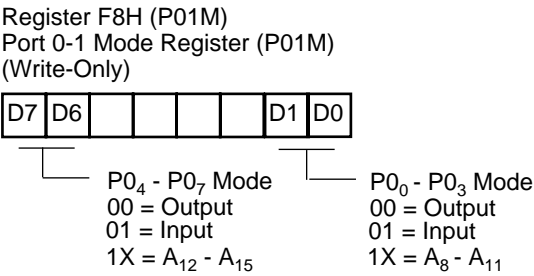 Register F8H (P01M)
Port 0-1 Mode Register (P01M)
(Write-Only)
D7 D6 D1 D0
P0₄ - P0₇ Mode
00 = Output
01 = Input
1X = A₁₂ - A₁₅
P0₀ - P0₃ Mode
00 = Output
01 = Input
1X = A₈ - A₁₁